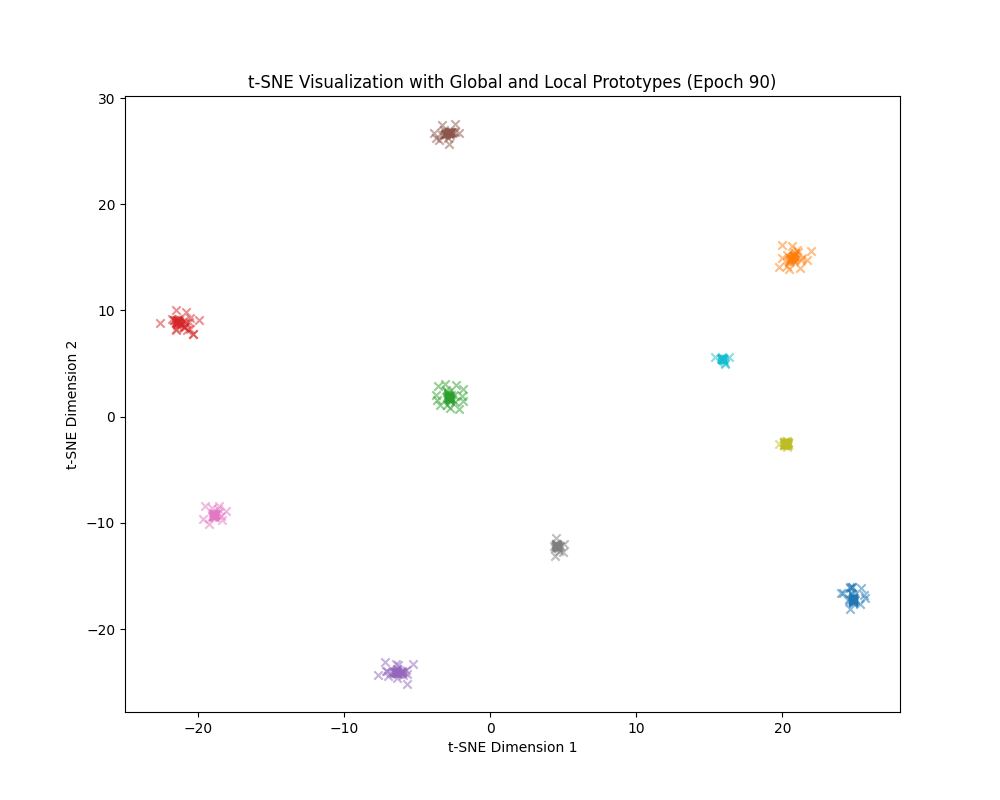 t-SNE Visualization with Global and Local Prototypes (Epoch 90)
30
20
10
0
−10
−20
t-SNE Dimension 2
−20 −10 0 10 20
t-SNE Dimension 1